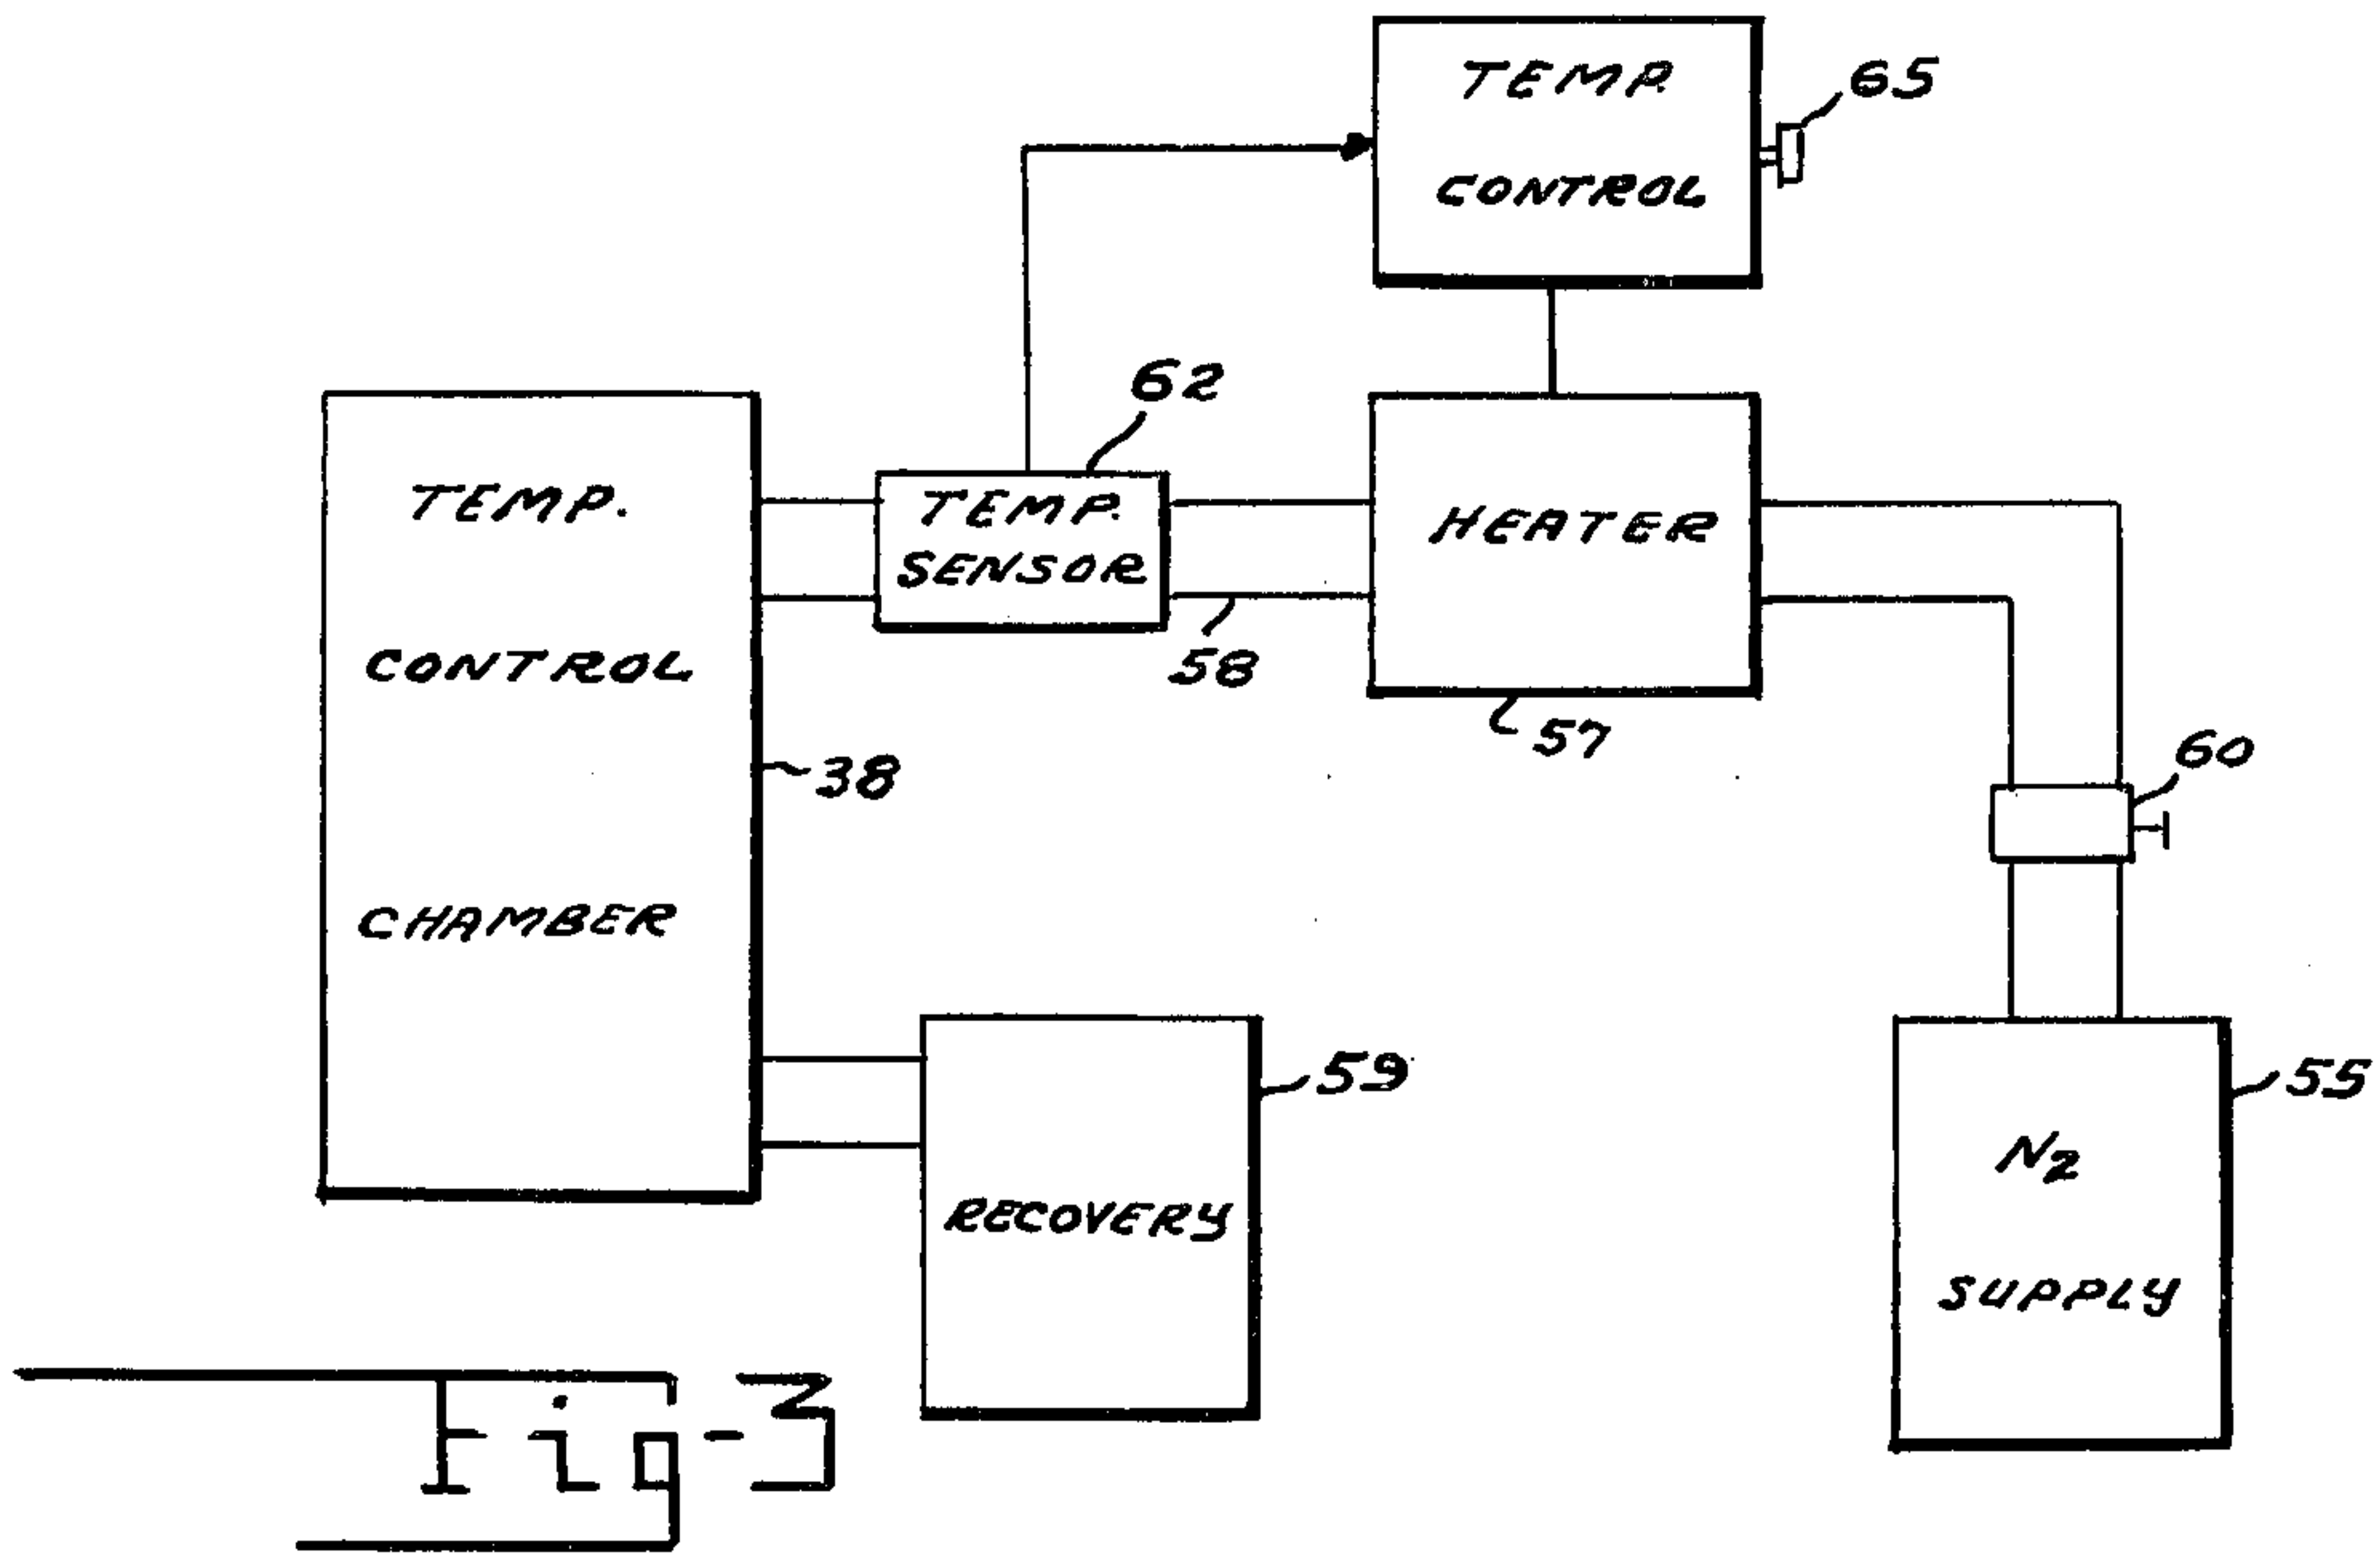 TEMP.
CONTROL
65
62
TEMP.
CONTROL
CHAMBER
TEMP.
SENSOR
HEATER
58
57
38
60
59
RECOVERY
55
N2
SUPPLY
Fig-3